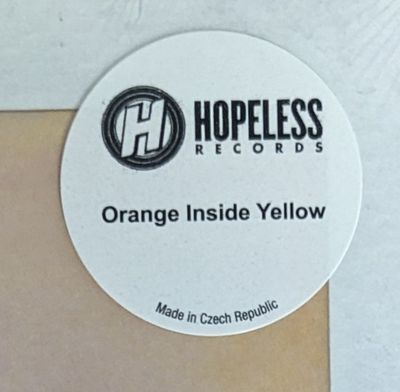 H HOPELESS
RECORDS
Orange Inside Yellow
Made in Czech Republic